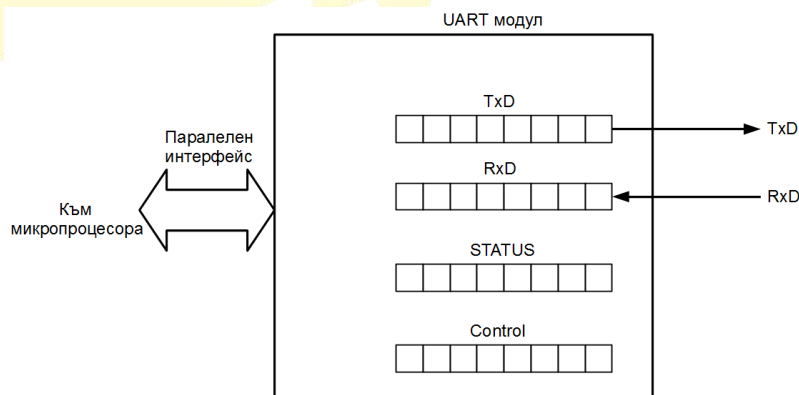 UART модул
TxD
TxD
Паралелен
интерфейс
RxD
RxD
Към
микропроцесора
STATUS
Control